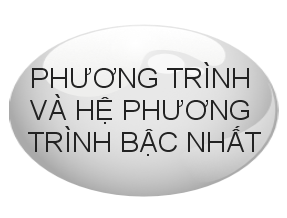 PHƯƠNG TRÌNH
VÀ HỆ PHƯƠNG
TRÌNH BẬC NHẤT